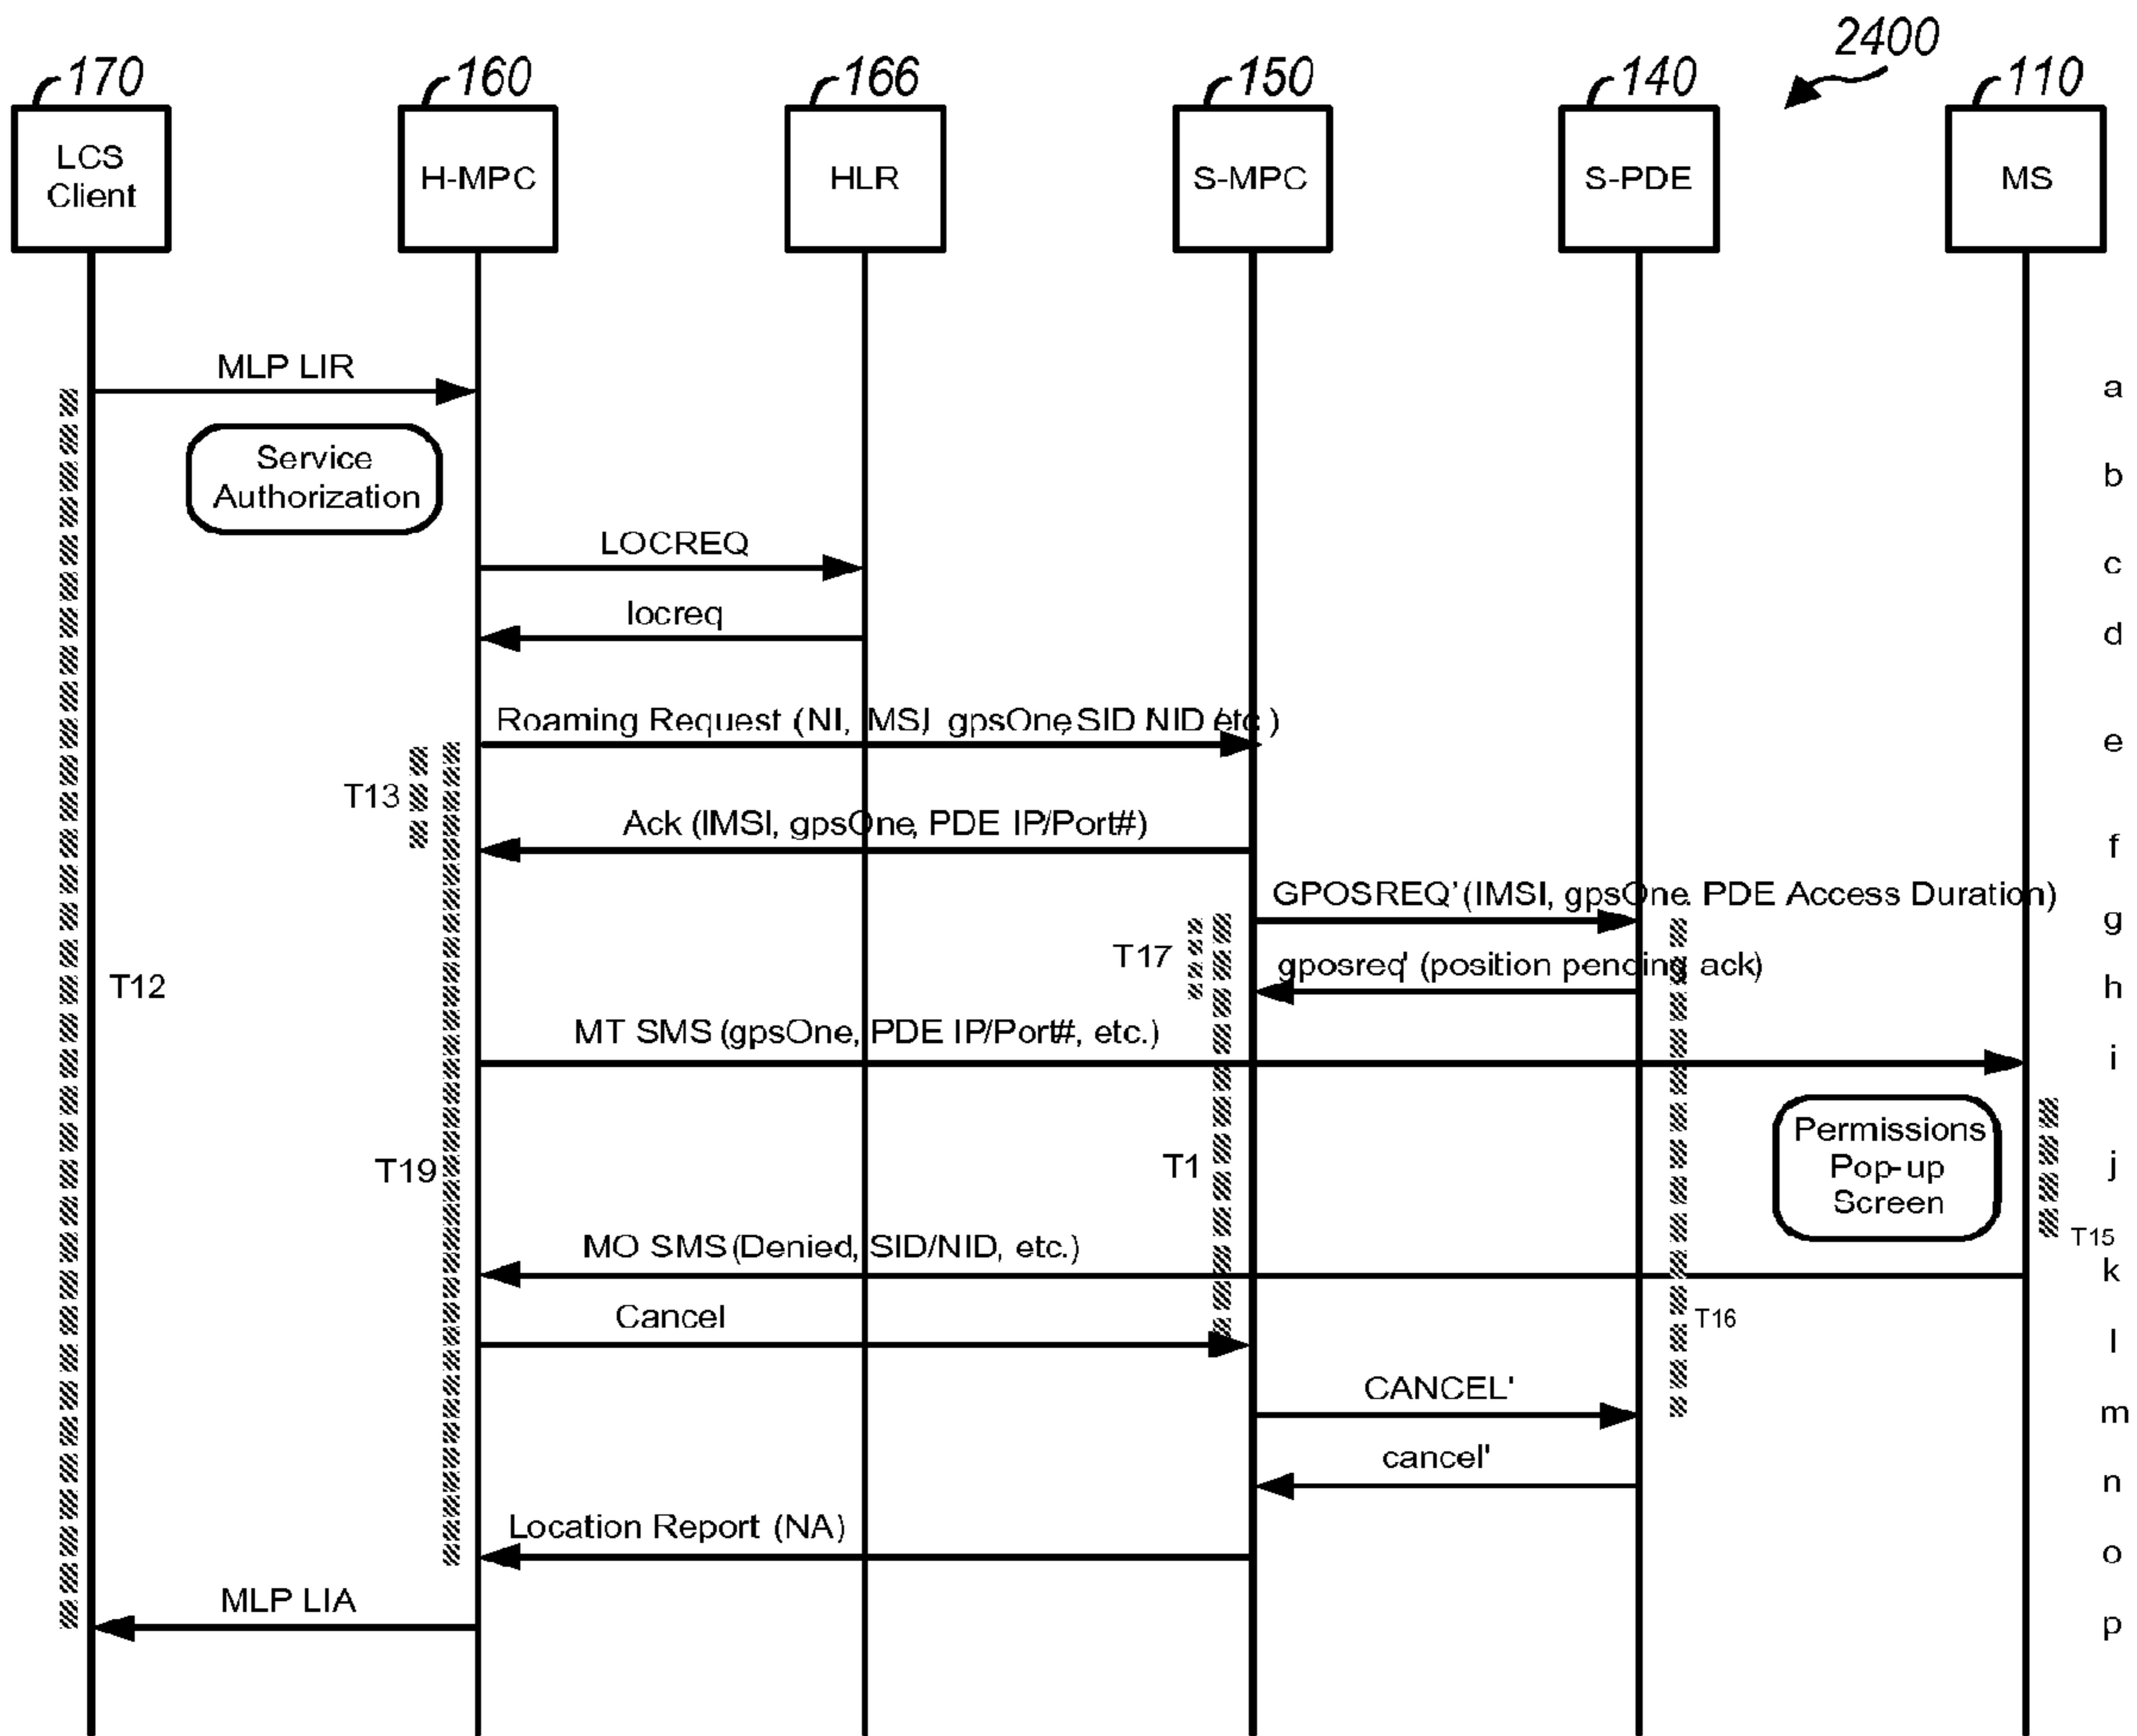 2400
170
160
166
150
140
110
LCS
Client
H-MPC
HLR
S-MPC
S-PDE
MS
MLP LIR
a
Service
Authorization
b
LOCREQ
c
locreq
d
Roaming Request (NI, MSI, gpsOne, SID NID etc.)
e
T13
Ack (IMSI, gpsOne, PDE IP/Port#)
f
GPOSREQ' (IMSI, gpsOne. PDE Access Duration)
g
T17
gposreq' (position pending ack)
T12
h
MT SMS (gpsOne, PDE IP/Port#, etc.)
i
Permissions
Pop-up
Screen
T19
T1
j
T15
MO SMS (Denied, SID/NID, etc.)
k
Cancel
T16
l
CANCEL'
m
cancel'
n
Location Report (NA)
o
MLP LIA
p